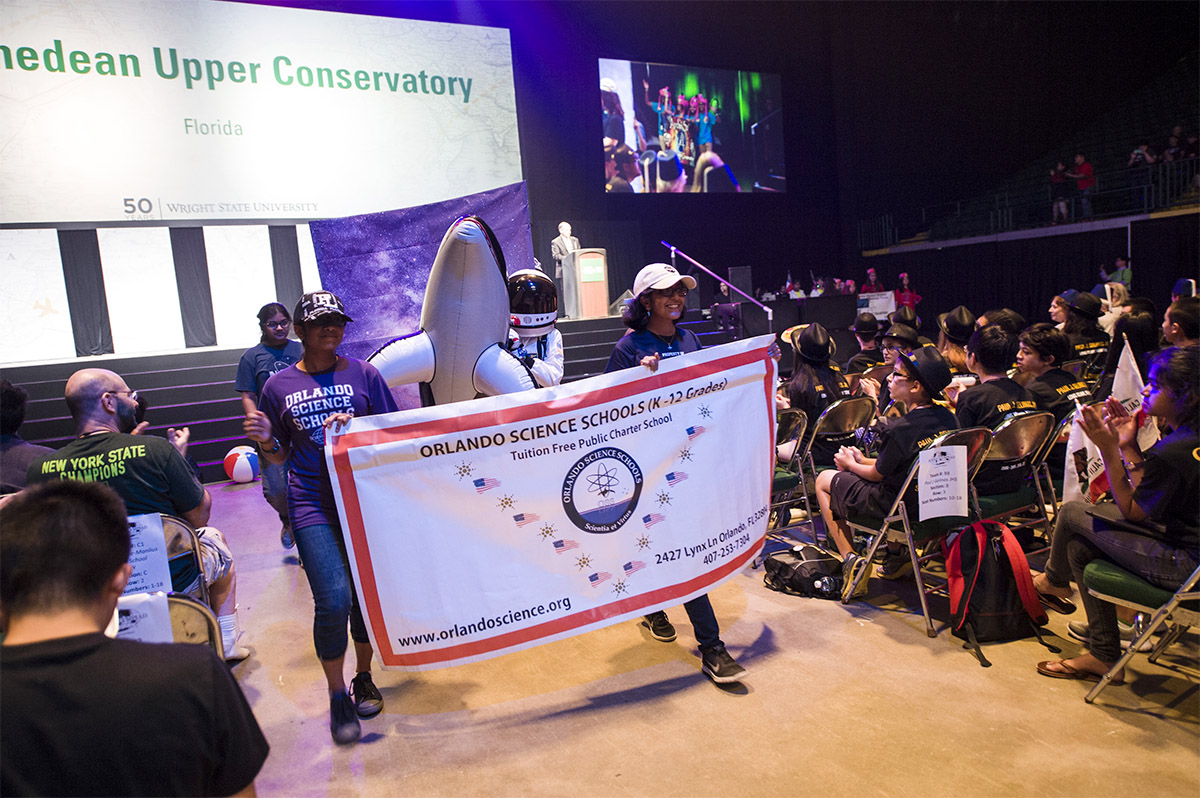 nedean Upper Conservatory
Florida
50 YEARS
WRIGHT STATE UNIVERSITY
ORLANDO SCIENCE SCHOOLS (K -12 Grades)
Tuition Free Public Charter School
ORLANDO SCIENCE SCHOOLS
Scientia et Virtus
2427 Lynx Ln Orlando, FL 32804
407-253-7304
www.orlandoscience.org
ORLANDO
SCIENCE
SCHOOLS
PROPERTY OF
NEW YORK STATE
CHAMPIONS